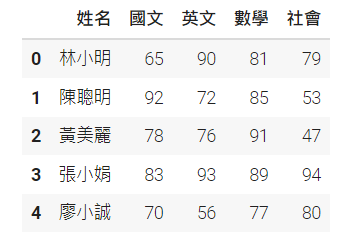 姓名 國文 英文 數學 社會
0 林小明 65 90 81 79
1 陳聰明 92 72 85 53
2 黃美麗 78 76 91 47
3 張小娟 83 93 89 94
4 廖小誠 70 56 77 80